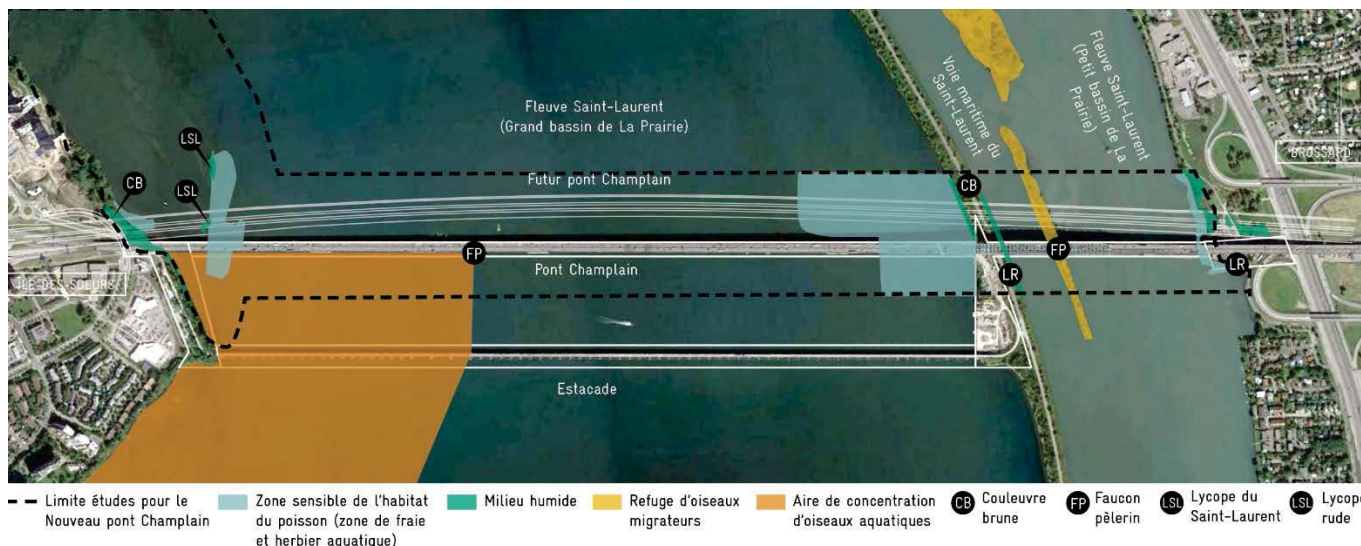 Fleuve Saint-Laurent
(Grand bassin de La Prairie)
Voie maritime du
Saint-Laurent
Fleuve Saint-Laurent
(Petit bassin de La
Prairie)
BROSSARD
LSL
CB
LSL
Futur pont Champlain
CB
FP
FP
Pont Champlain
LR
LR
ÎLE-DES-SOEURS
Estacade
Limite études pour le
Nouveau pont Champlain
Zone sensible de l'habitat
du poisson (zone de fraie
et herbier aquatique)
Milieu humide
Refuge d'oiseaux
migrateurs
Aire de concentration
d'oiseaux aquatiques
CB
Couleuvre
brune
FP
Faucon
pèlerin
LSL
Lycope du
Saint-Laurent
LSL
Lycope
rude